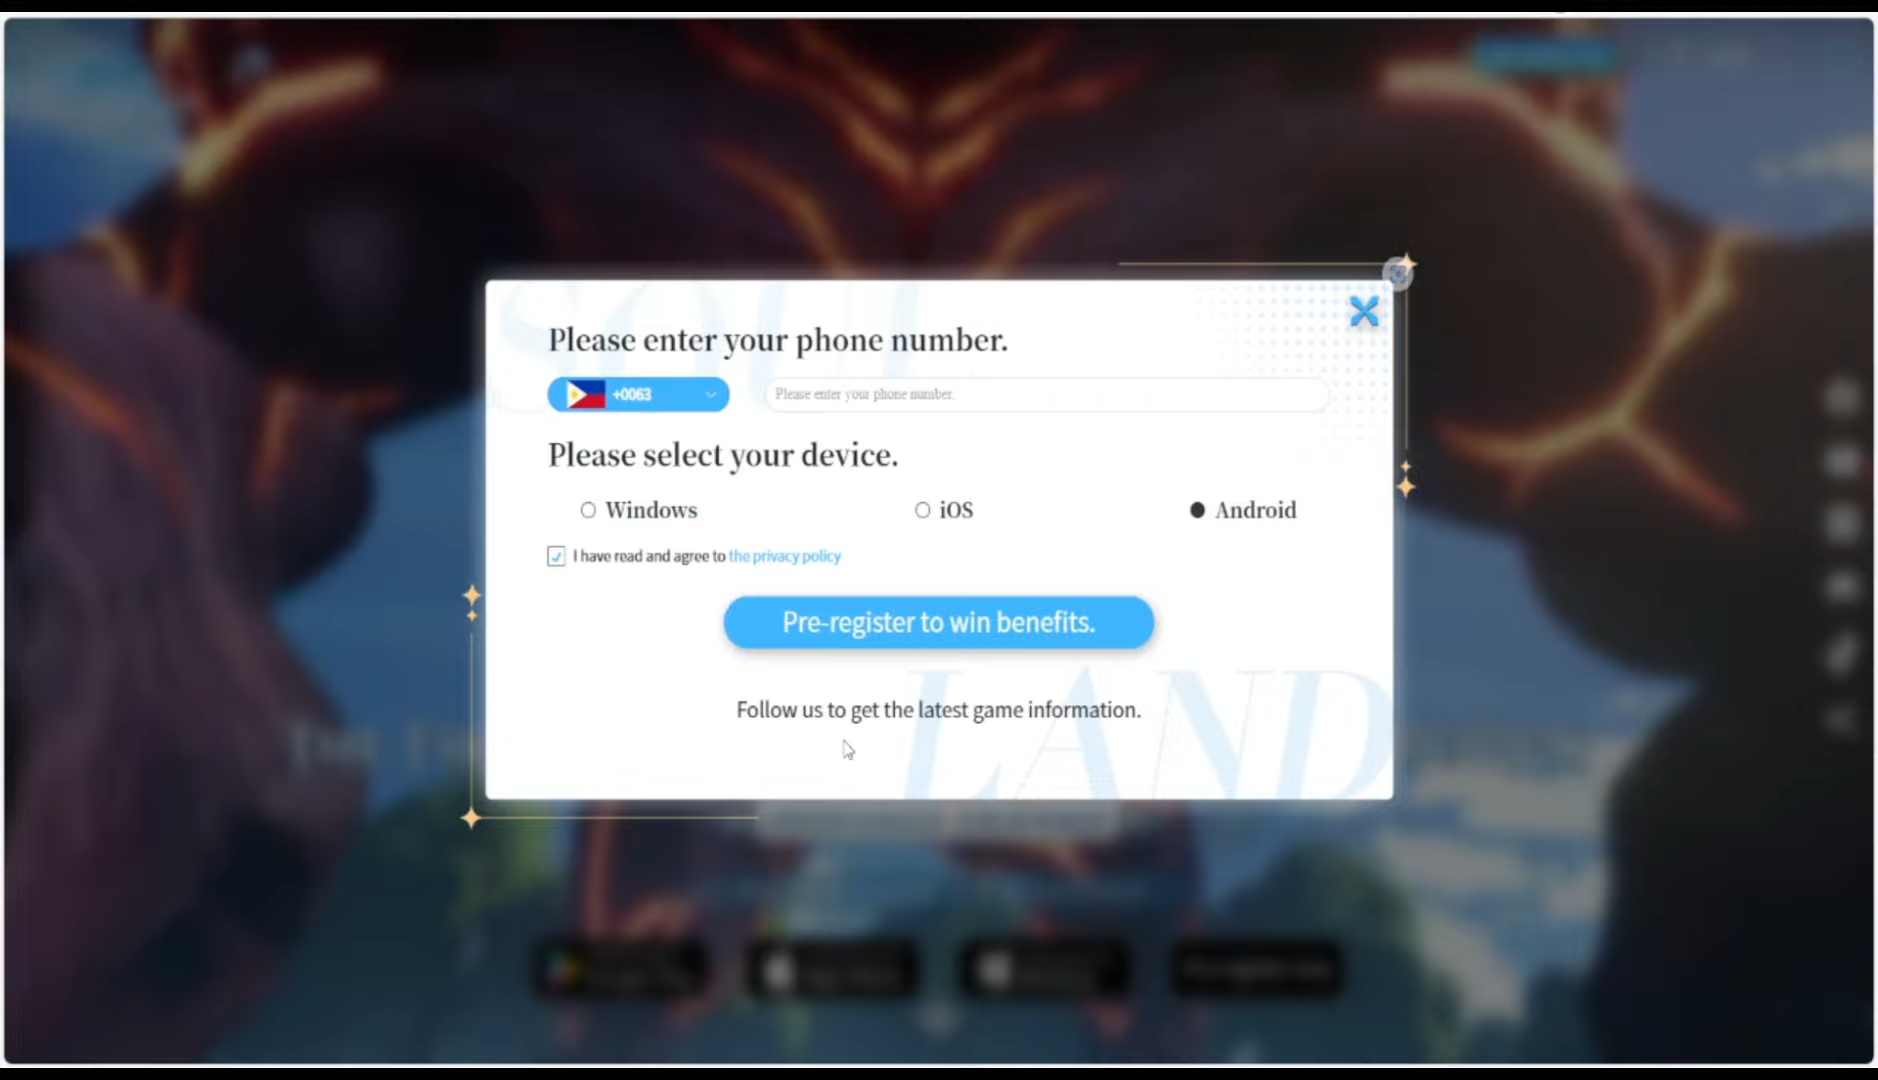 SOUL
Please enter your phone number.
+0063
Please enter your phone number.
Please select your device.
Windows
iOS
Android
I have read and agree to the privacy policy
Pre-register to win benefits.
Follow us to get the latest game information.
LAND